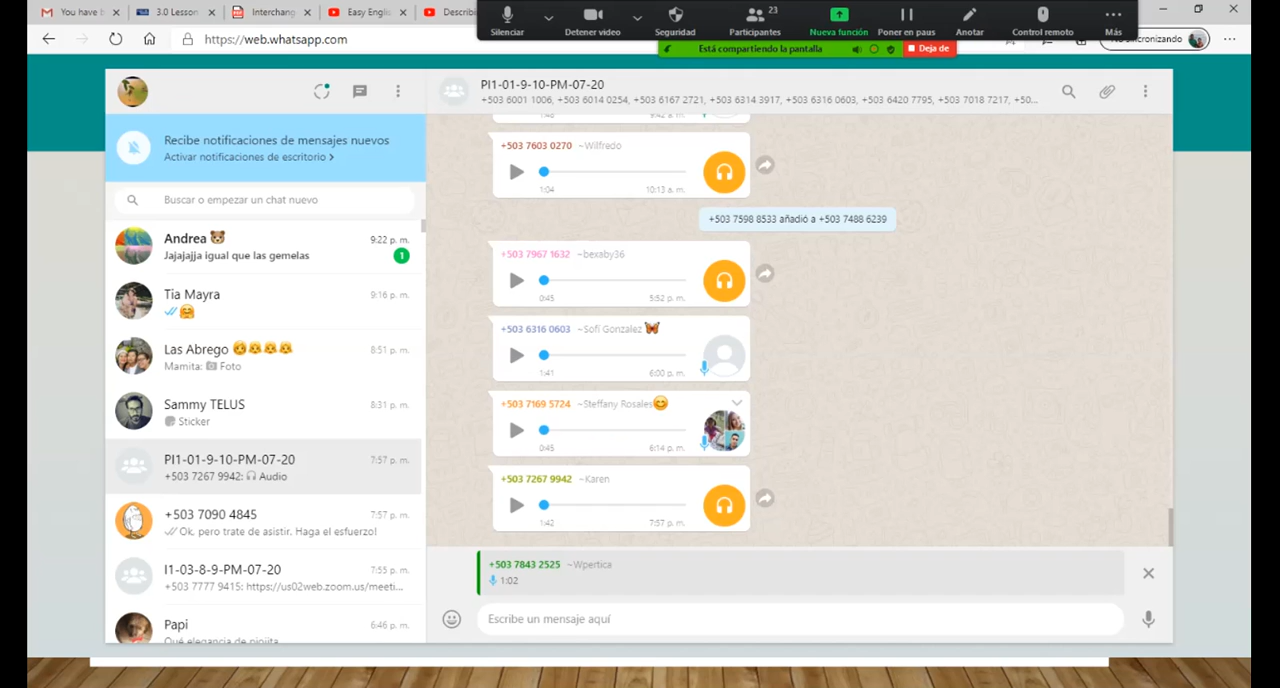 You have E
3.0 Lesson
Interchang
Easy Englis
Describi
Silenciar
Detener video
Seguridad
23
Participantes
Nueva función
Poner en paus
Anotar
Control remoto
Más
Está compartiendo la pantalla
Deja de
https://web.whatsapp.com
sincronizando
Recibe notificaciones de mensajes nuevos
Activar notificaciones de escritorio >
Buscar o empezar un chat nuevo
Andrea 🐻
9:22 p. m.
Jajajajja igual que las gemelas
1
Tia Mayra
9:16 p. m.
🤗
Las Abrego
8:51 p. m.
Mamita: Foto
Sammy TELUS
8:31 p. m.
Sticker
PI1-01-9-10-PM-07-20
7:57 p. m.
+503 7267 9942: Audio
+503 7090 4845
7:57 p. m.
Ok, pero trate de asistir. Haga el esfuerzo!
I1-03-8-9-PM-07-20
7:55 p. m.
+503 7777 9415: https://us02web.zoom.us/meeti...
Papi
6:46 p. m.
Qué elegancia de pipiita
PI1-01-9-10-PM-07-20
+503 6001 1006, +503 6014 0254, +503 6167 2721, +503 6314 3917, +503 6316 0603, +503 6420 7795, +503 7018 7217, +50...
1:48
9:42 a. m.
+503 7603 0270 ~Wilfredo
1:04
10:13 a. m.
+503 7598 8533 añadió a +503 7488 6239
+503 7967 1632 ~bexaby36
0:45
5:52 p. m.
+503 6316 0603 ~Sofi Gonzalez 🦋
1:41
6:00 p. m.
+503 7169 5724 ~Steffany Rosales😊
0:45
6:14 p. m.
+503 7267 9942 ~Karen
1:42
7:57 p. m.
+503 7843 2525 ~Wpertica
1:02
Escribe un mensaje aquí